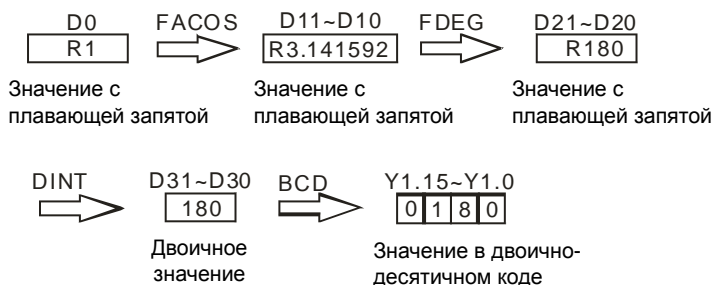 D0 FACOS D11~D10 FDEG D21~D20
R1 R3.141592 R180
Значение с Значение с Значение с
плавающей запятой плавающей запятой плавающей запятой
DINT D31~D30 BCD Y1.15~Y1.0
180 0 1 8 0
Двоичное Значение в двоично-
значение десятичном коде